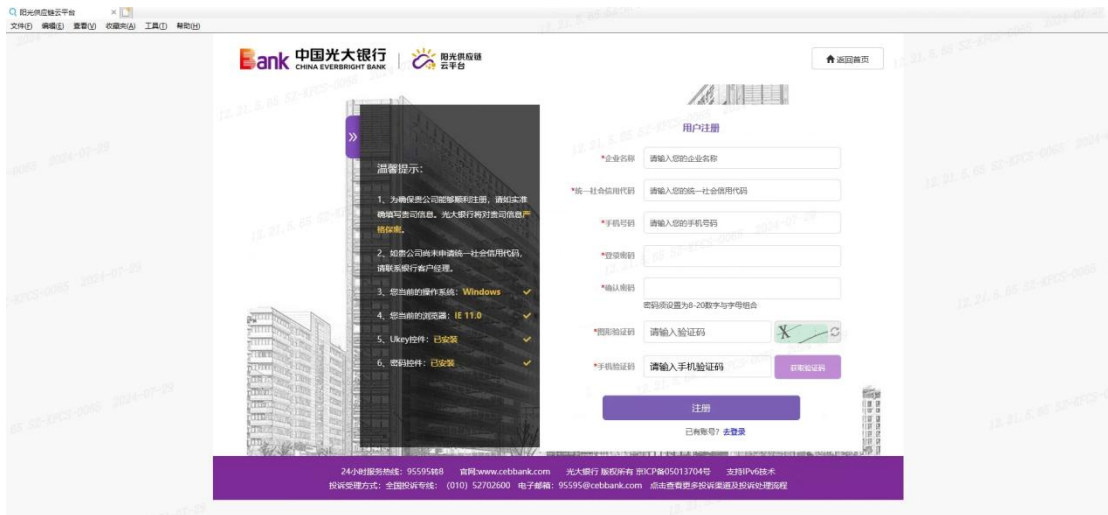 阳光供应链云平台
文件(F) 编辑(E) 查看(V) 收藏夹(A) 工具(T) 帮助(H)
Bank 中国光大银行 CHINA EVERBRIGHT BANK
阳光供应链
云平台
返回首页
用户注册
温馨提示:
1、为确保贵公司能够顺利注册,请如实准
确填写贵司信息。光大银行将对贵司信息严
格保密。
2、如贵公司尚未申请统一社会信用代码,
请联系银行客户经理。
3、您当前的操作系统:Windows
4、您当前的浏览器:IE 11.0
5、Ukey控件:已安装
6、密码控件:已安装
*企业名称 请输入您的企业名称
*统一社会信用代码 请输入您的统一社会信用代码
*手机号码 请输入您的手机号码
*登录密码
*确认密码
密码须设置为8-20数字与字母组合
*图形验证码 请输入验证码
*手机验证码 请输入手机验证码 获取验证码
注册
已有账号?去登录
24小时服务热线:95595转8 官网:www.cebbank.com 光大银行 版权所有 京ICP备05013704号 支持IPv6技术
投诉受理方式:全国投诉专线:(010) 52702600 电子邮箱:95595@cebbank.com 点击查看更多投诉渠道及投诉处理流程